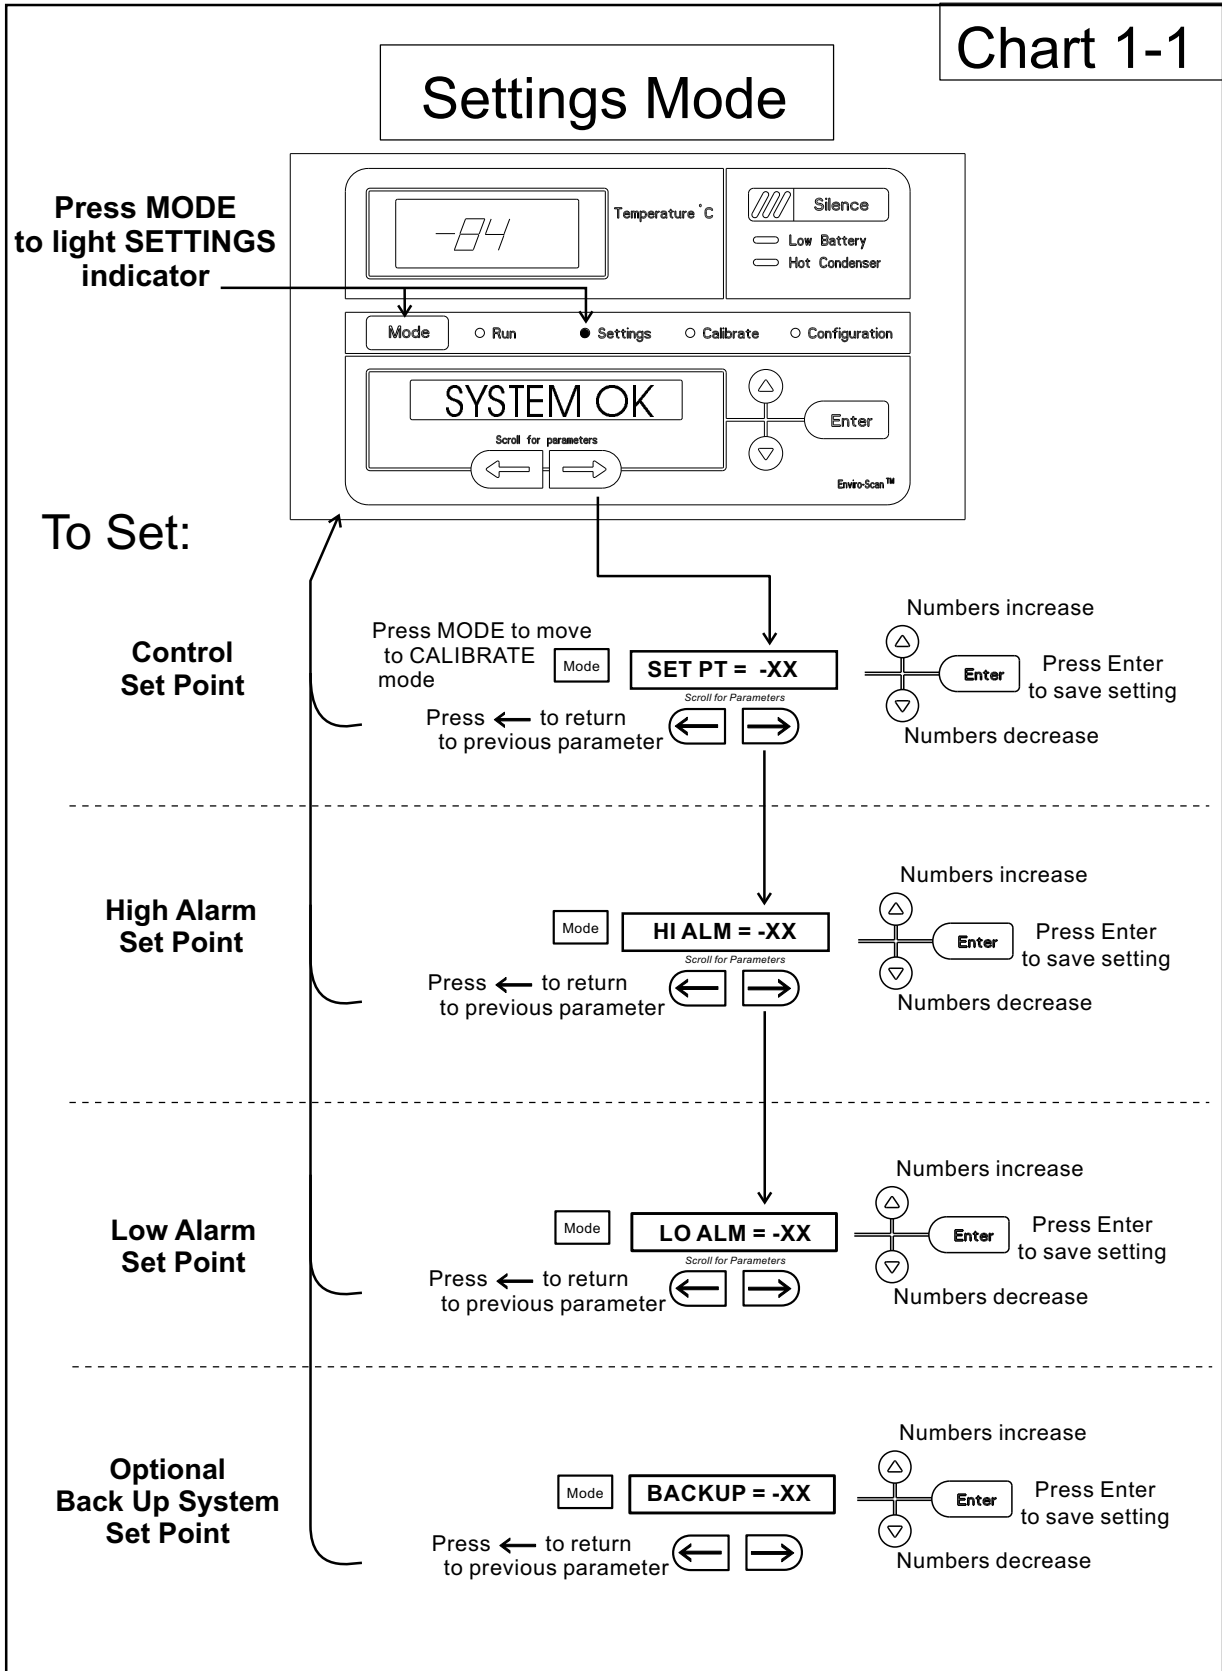 Chart 1-1
Settings Mode
Press MODE
to light SETTINGS
indicator
-84
Temperature °C
Silence
Low Battery
Hot Condenser
Mode
Run
Settings
Calibrate
Configuration
SYSTEM OK
Scroll for parameters
Enter
Enviro-Scan™
To Set:
Control
Set Point
Press MODE to move
to CALIBRATE
mode
Mode
SET PT = -XX
Scroll for Parameters
Press ← to return
to previous parameter
Numbers increase
Enter
Press Enter
to save setting
Numbers decrease
High Alarm
Set Point
Mode
HI ALM = -XX
Scroll for Parameters
Press ← to return
to previous parameter
Numbers increase
Enter
Press Enter
to save setting
Numbers decrease
Low Alarm
Set Point
Mode
LO ALM = -XX
Scroll for Parameters
Press ← to return
to previous parameter
Numbers increase
Enter
Press Enter
to save setting
Numbers decrease
Optional
Back Up System
Set Point
Mode
BACKUP = -XX
Press ← to return
to previous parameter
Numbers increase
Enter
Press Enter
to save setting
Numbers decrease